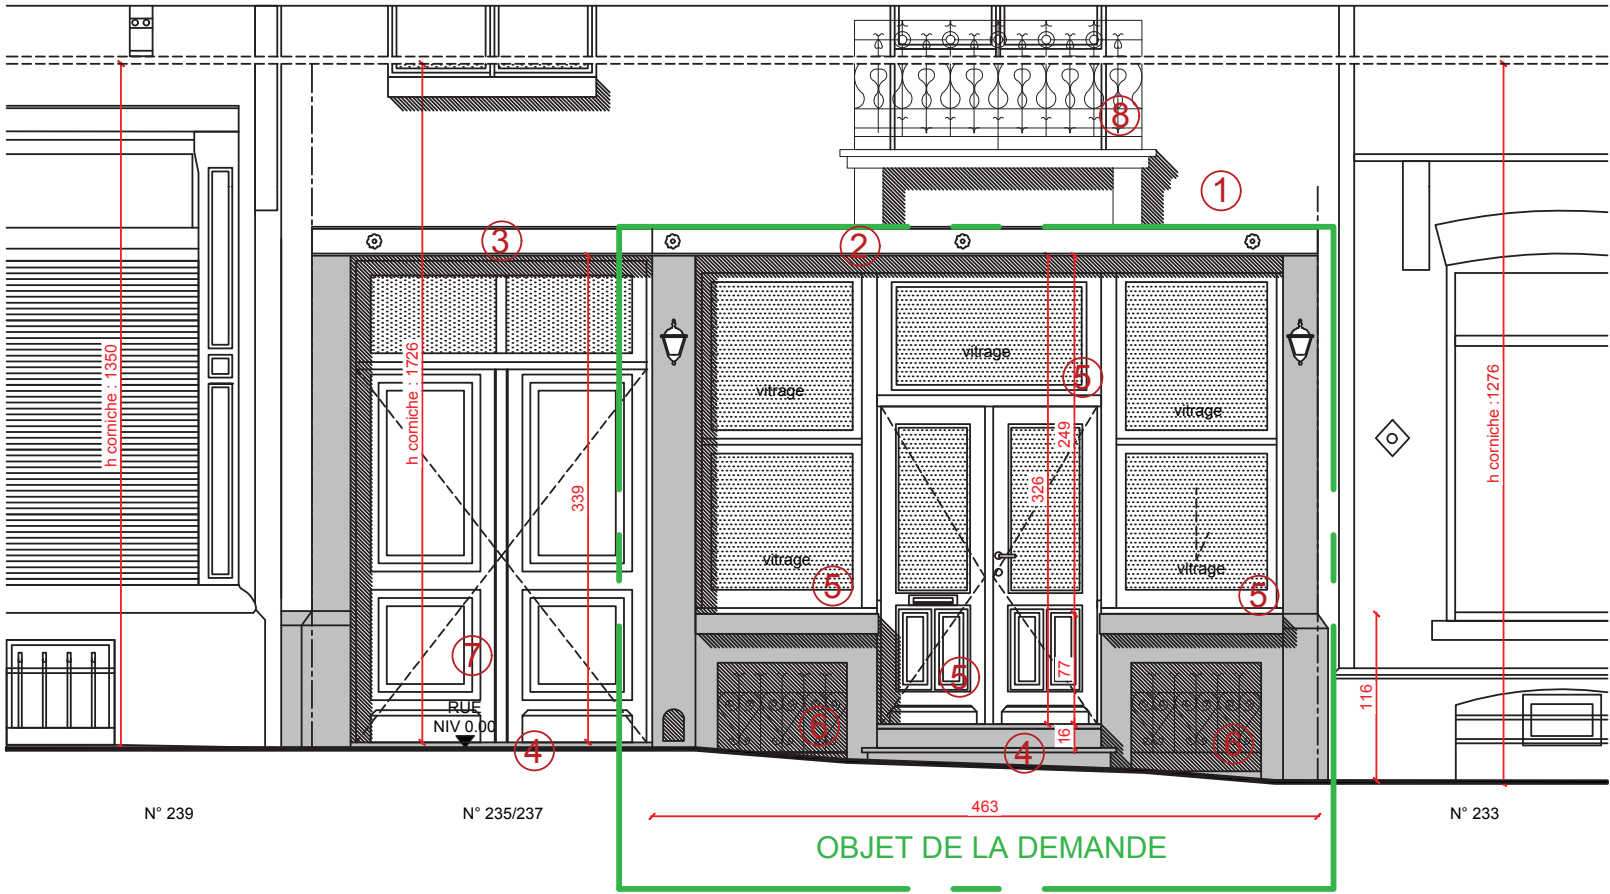 8
1
3
2
h corniche : 1350
h corniche : 1726
h corniche :1276
vitrage
5
vitrage
vitrage
249
326
339
vitrage
vitrage
5
5
7
5
77
116
RUE
NIV 0.00
6
6
16
4
4
463
N° 239
N° 235/237
N° 233
OBJET DE LA DEMANDE